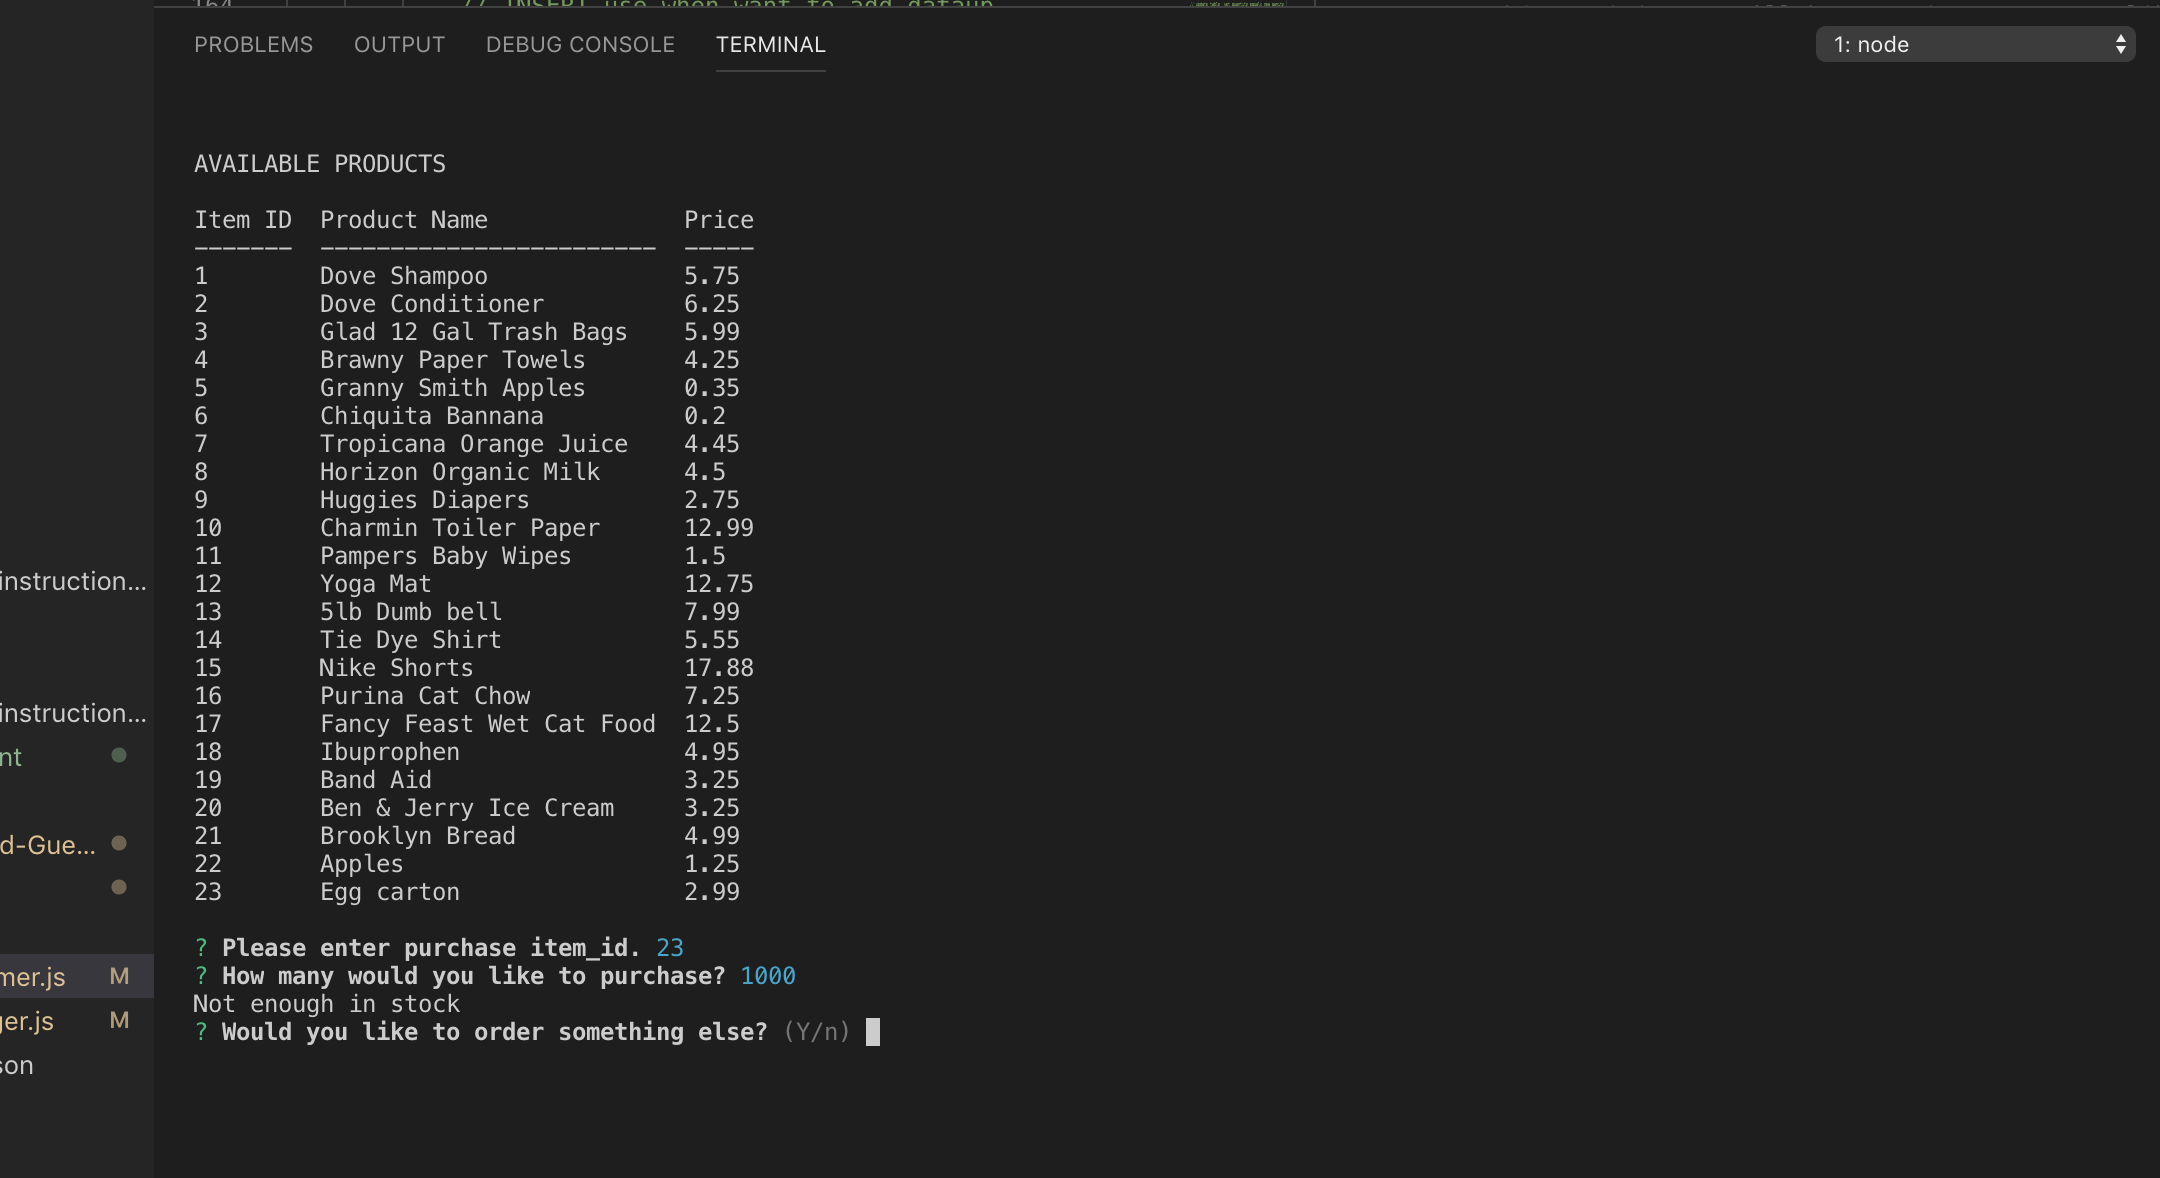 // INSERT use when want to add dataup
PROBLEMS OUTPUT DEBUG CONSOLE TERMINAL 1: node
AVAILABLE PRODUCTS
Item ID Product Name Price
------- ------------------------ -----
1 Dove Shampoo 5.75
2 Dove Conditioner 6.25
3 Glad 12 Gal Trash Bags 5.99
4 Brawny Paper Towels 4.25
5 Granny Smith Apples 0.35
6 Chiquita Bannana 0.2
7 Tropicana Orange Juice 4.45
8 Horizon Organic Milk 4.5
9 Huggies Diapers 2.75
10 Charmin Toiler Paper 12.99
11 Pampers Baby Wipes 1.5
12 Yoga Mat 12.75
13 5lb Dumb bell 7.99
14 Tie Dye Shirt 5.55
15 Nike Shorts 17.88
16 Purina Cat Chow 7.25
17 Fancy Feast Wet Cat Food 12.5
18 Ibuprophen 4.95
19 Band Aid 3.25
20 Ben & Jerry Ice Cream 3.25
21 Brooklyn Bread 4.99
22 Apples 1.25
23 Egg carton 2.99
? Please enter purchase item_id. 23
? How many would you like to purchase? 1000
Not enough in stock
? Would you like to order something else? (Y/n)
instruction...
instruction...
nt
d-Gue...
mer.js M
ger.js M
son